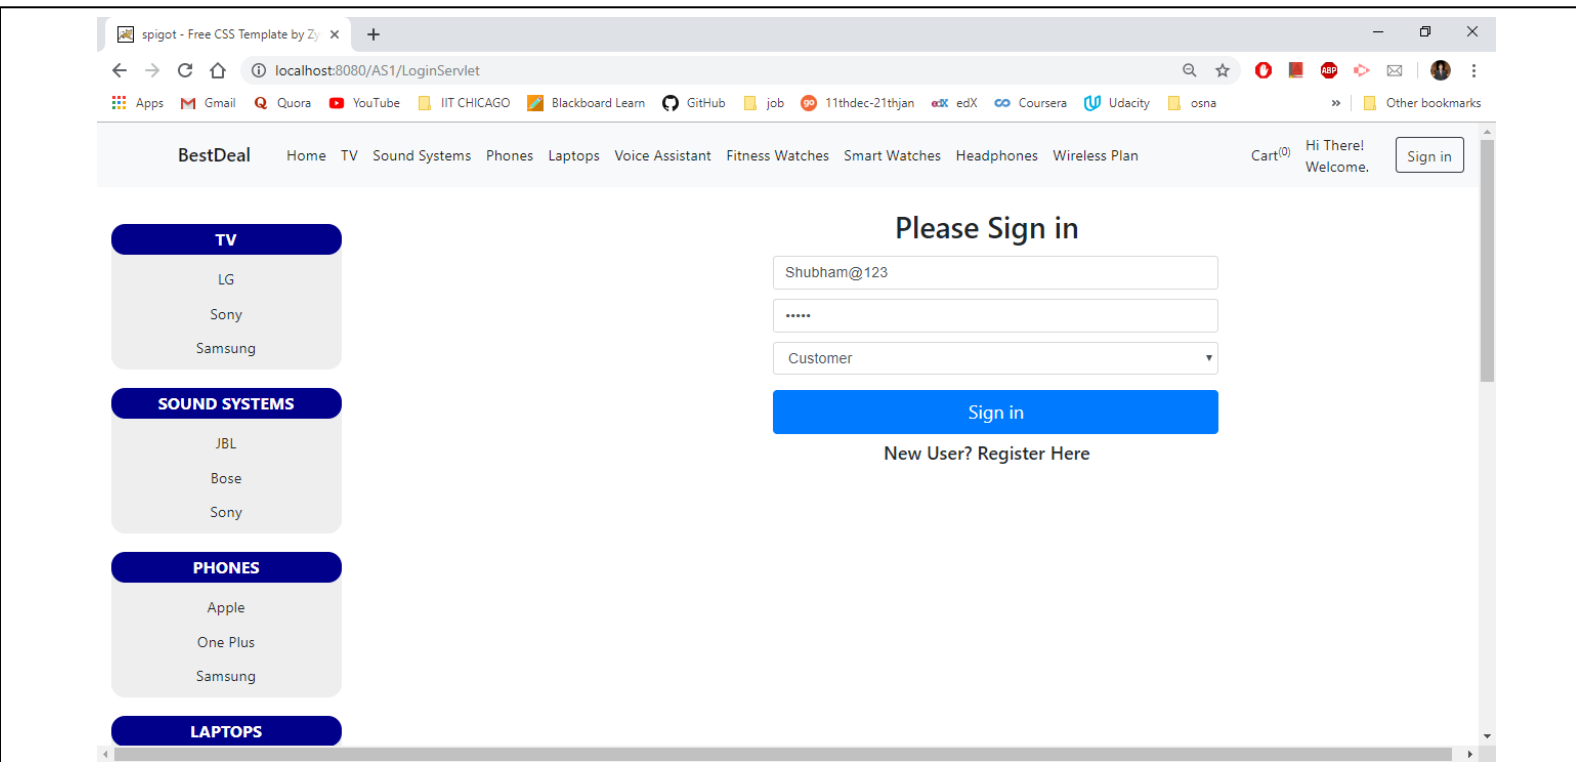 spigot - Free CSS Template by Zy
localhost:8080/AS1/LoginServlet
ABP
Apps Gmail Quora YouTube IIT CHICAGO Blackboard Learn GitHub job go 11thdec-21thjan edX edX Coursera Udacity osna » Other bookmarks
BestDeal Home TV Sound Systems Phones Laptops Voice Assistant Fitness Watches Smart Watches Headphones Wireless Plan Cart(0) Hi There! Welcome. Sign in
Please Sign in
Shubham@123
•••••
Customer
Sign in
New User? Register Here
TV
LG
Sony
Samsung
SOUND SYSTEMS
JBL
Bose
Sony
PHONES
Apple
One Plus
Samsung
LAPTOPS